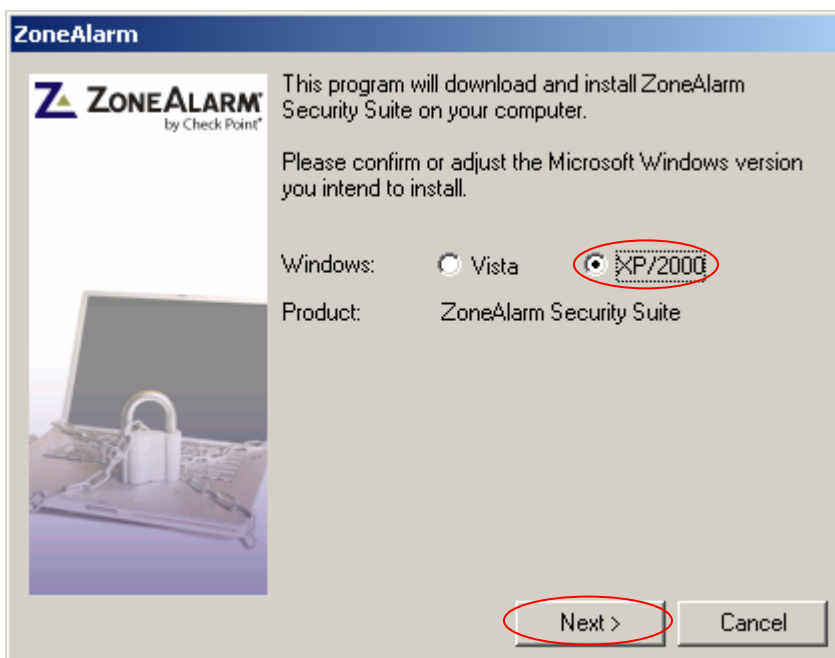 ZoneAlarm
ZONEALARM
by Check Point
This program will download and install ZoneAlarm
Security Suite on your computer.
Please confirm or adjust the Microsoft Windows version
you intend to install.
Windows: Vista XP/2000
Product: ZoneAlarm Security Suite
Next > Cancel